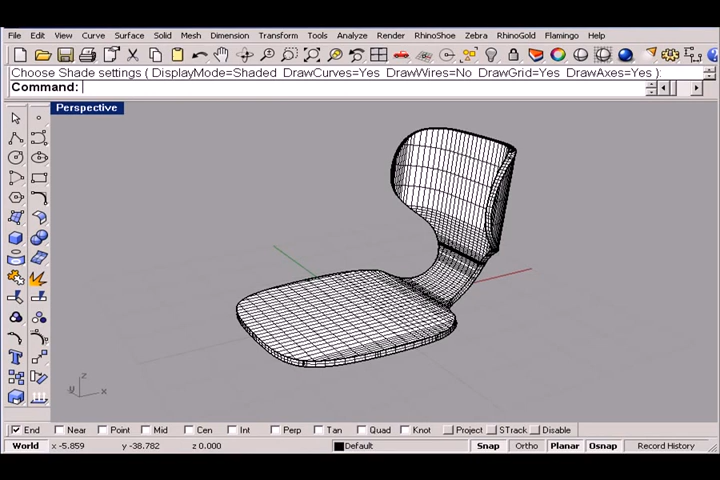 File Edit View Curve Surface Solid Mesh Dimension Transform Tools Analyze Render RhinoShoe Zebra RhinoGold Flamingo Help
Choose Shade settings ( DisplayMode=Shaded DrawCurves=Yes DrawWires=No DrawGrid=Yes DrawAxes=Yes ):
Command:
Perspective
z
y x
End Near Point Mid Cen Int Perp Tan Quad Knot Project STrack Disable
World x -5.859 y -38.782 z 0.000 Default Snap Ortho Planar Osnap Record History